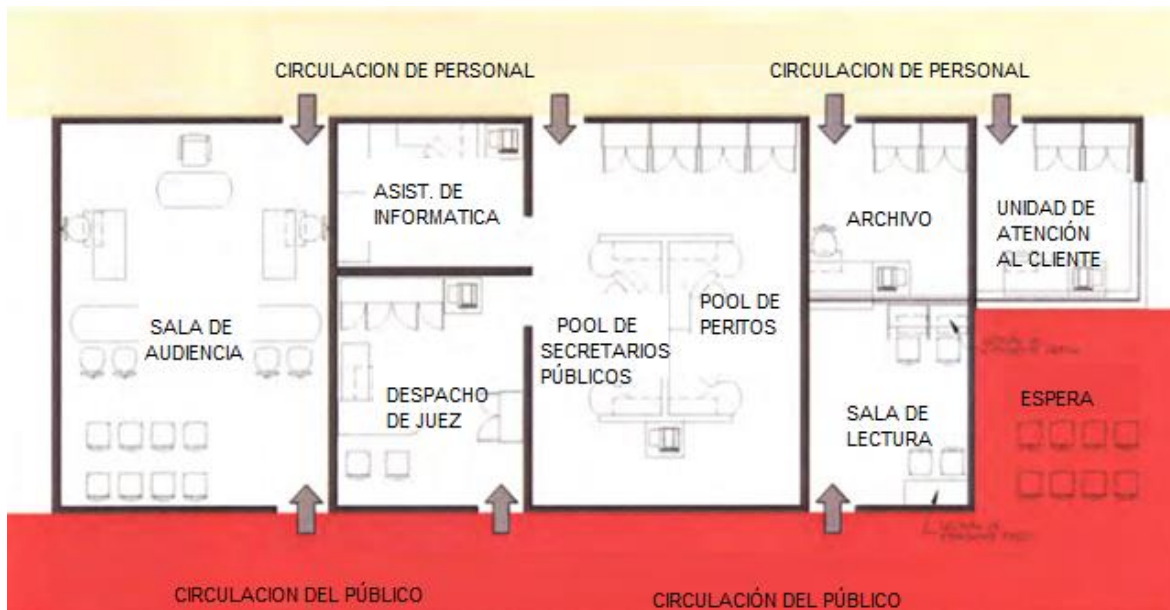 CIRCULACION DE PERSONAL
CIRCULACION DE PERSONAL
ASIST. DE
INFORMATICA
ARCHIVO
UNIDAD DE
ATENCIÓN
AL CLIENTE
SALA DE
AUDIENCIA
POOL DE
SECRETARIOS
PÚBLICOS
POOL DE
PERITOS
DESPACHO
DE JUEZ
SALA DE
LECTURA
ESPERA
CIRCULACION DEL PÚBLICO
CIRCULACIÓN DEL PÚBLICO